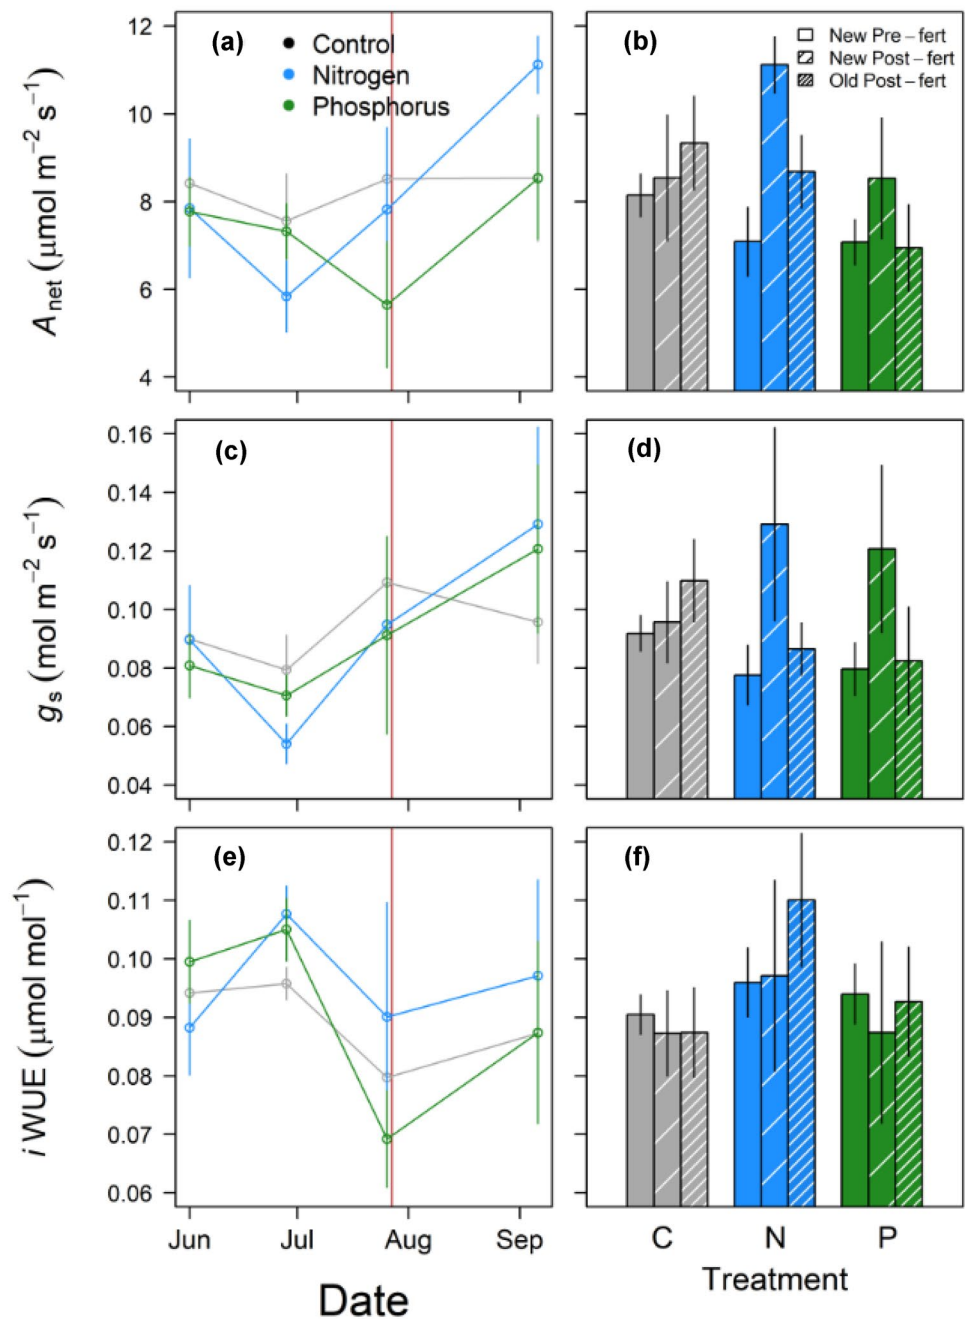 (a)
Control
Nitrogen
Phosphorus
12
10
8
6
4
Anet (μmol m−2 s−1)
(b)
New Pre – fert
New Post – fert
Old Post – fert
(c)
0.16
0.14
0.12
0.10
0.08
0.06
0.04
gs (mol m−2 s−1)
(d)
(e)
0.12
0.11
0.10
0.09
0.08
0.07
0.06
i WUE (μmol mol−1)
Jun Jul Aug Sep
Date
(f)
C N P
Treatment